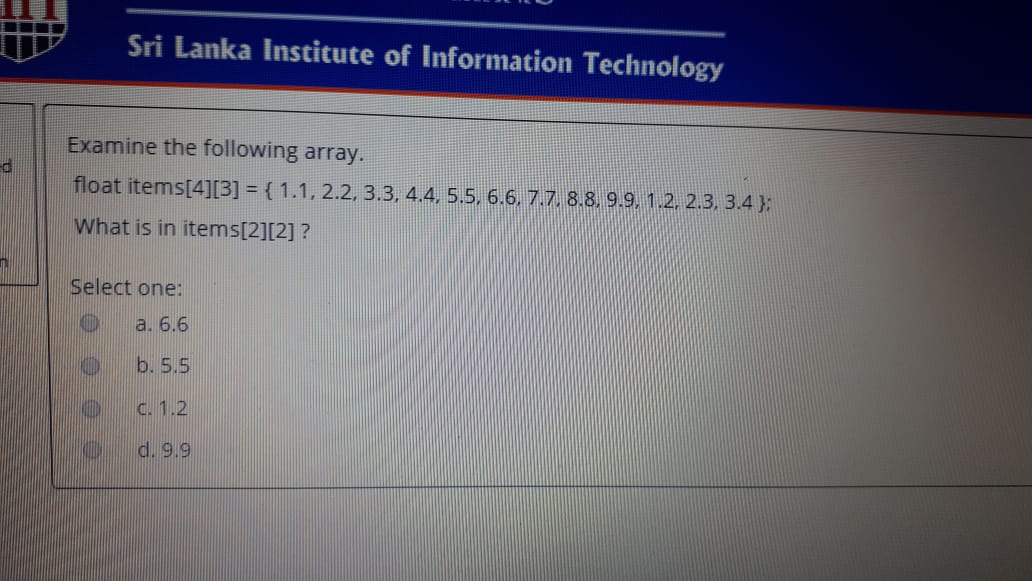 Sri Lanka Institute of Information Technology
Examine the following array.
float items[4][3] = { 1.1, 2.2, 3.3, 4.4, 5.5, 6.6, 7.7, 8.8, 9.9, 1.2, 2.3, 3.4 };
What is in items[2][2] ?
Select one:
a. 6.6
b. 5.5
c. 1.2
d. 9.9